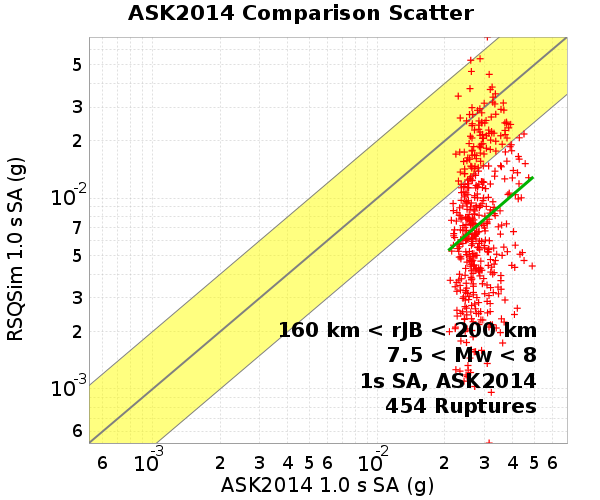 ASK2014 Comparison Scatter
RSQSim 1.0 s SA (g)
5
3
2
10-2
7
5
3
2
10-3
6
160 km < rJB < 200 km
7.5 < Mw < 8
1s SA, ASK2014
454 Ruptures
6 10-3 2 3 4 5 6 10-2 2 3 4 5 6
ASK2014 1.0 s SA (g)